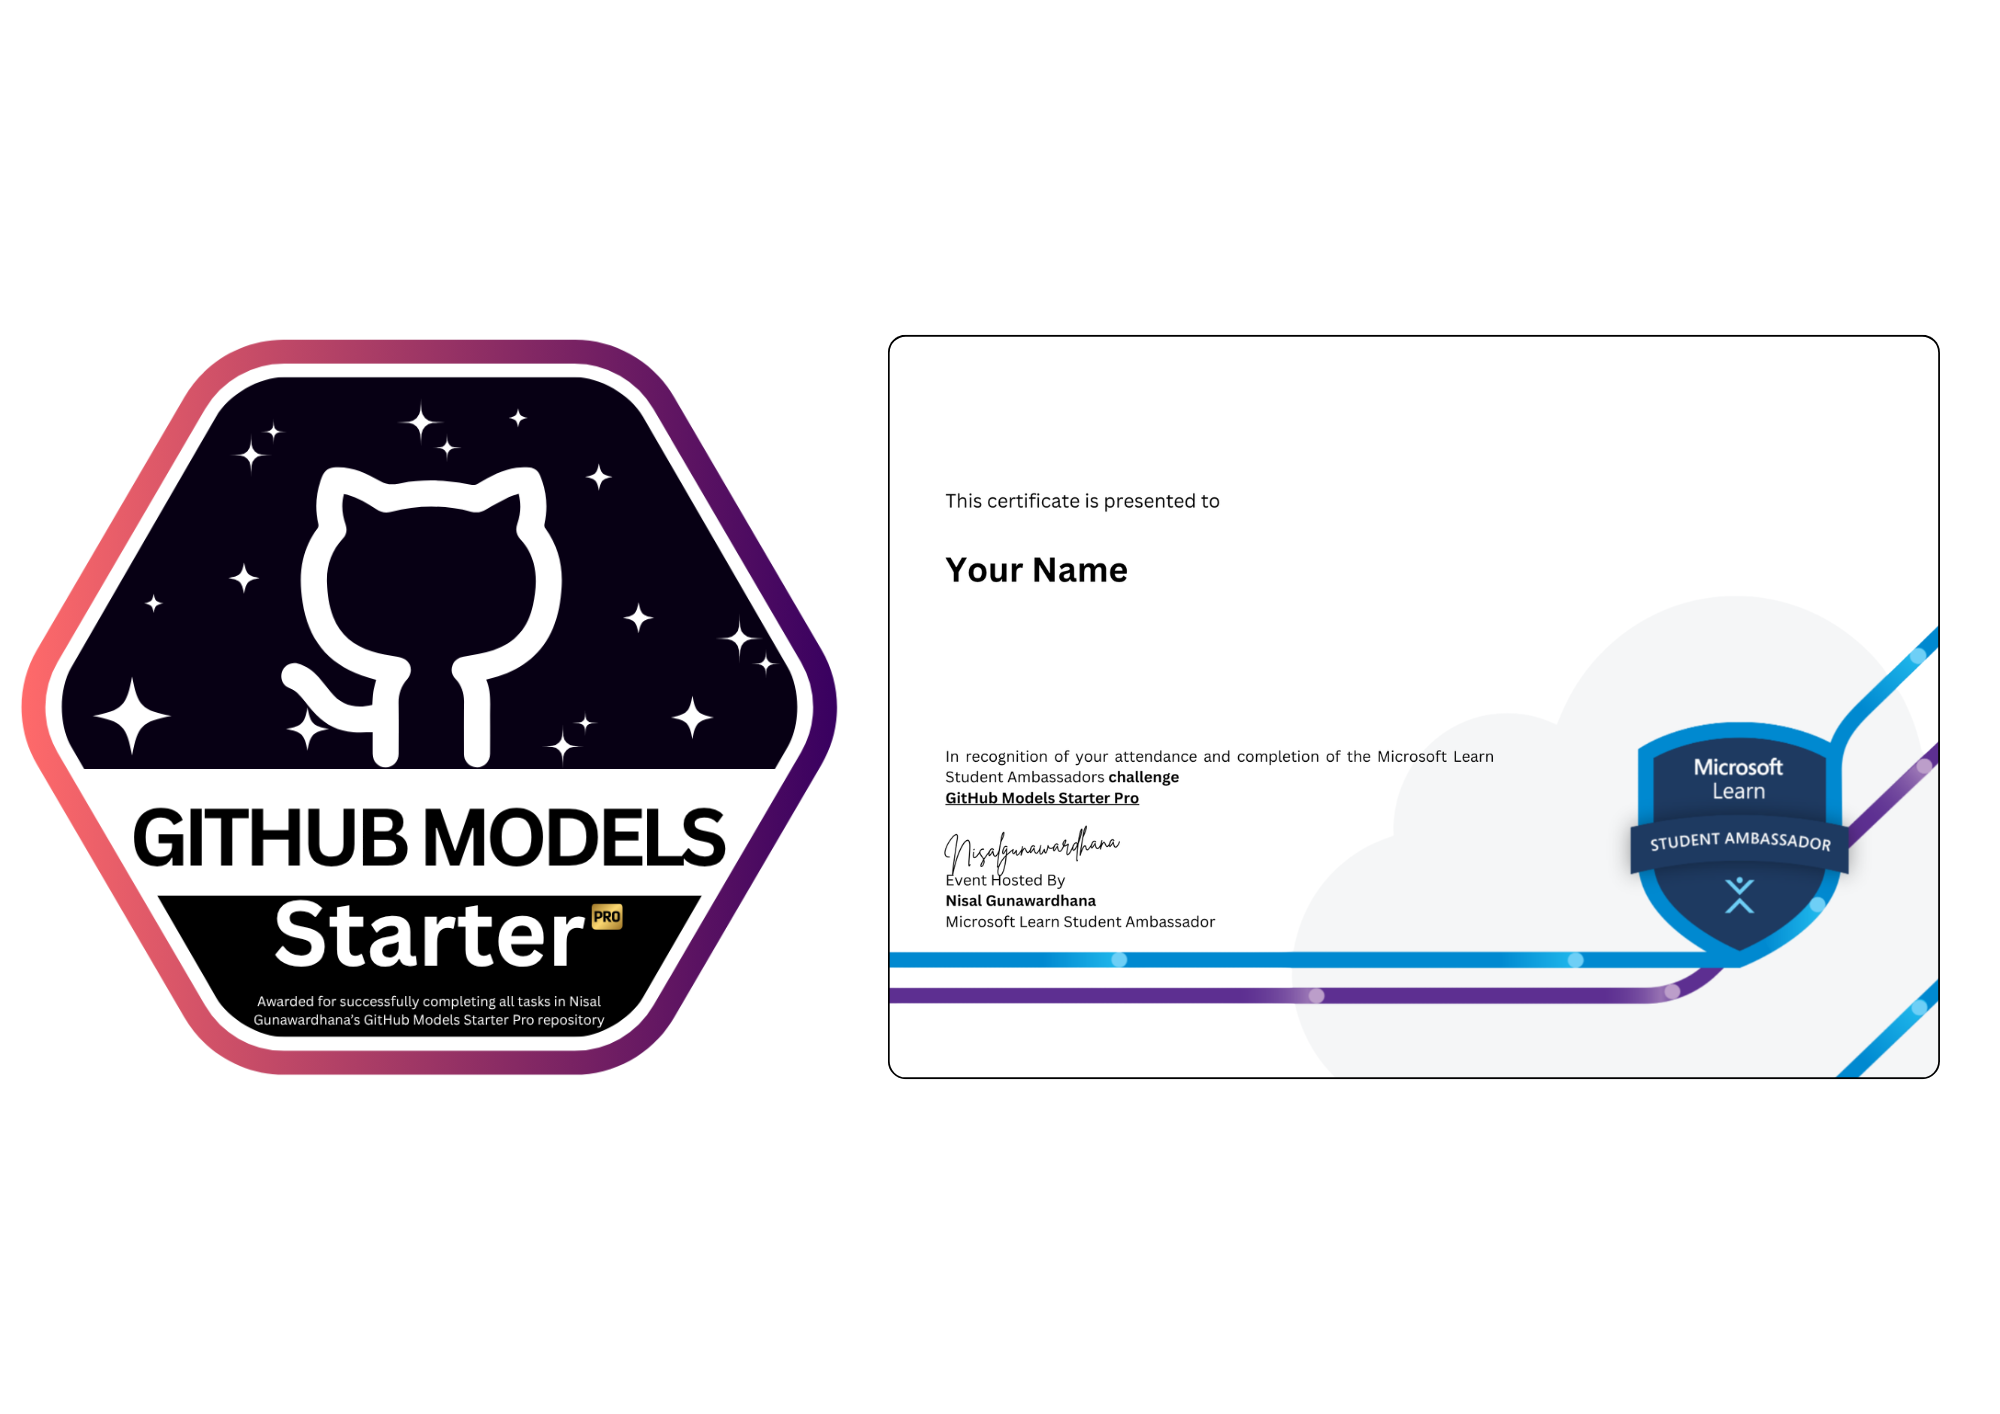 GITHUB MODELS
Starter PRO
Awarded for successfully completing all tasks in Nisal
Gunawardhana’s GitHub Models Starter Pro repository
This certificate is presented to
Your Name
In recognition of your attendance and completion of the Microsoft Learn
Student Ambassadors challenge
GitHub Models Starter Pro
Nisalgunawardhana
Event Hosted By
Nisal Gunawardhana
Microsoft Learn Student Ambassador
Microsoft
Learn
STUDENT AMBASSADOR